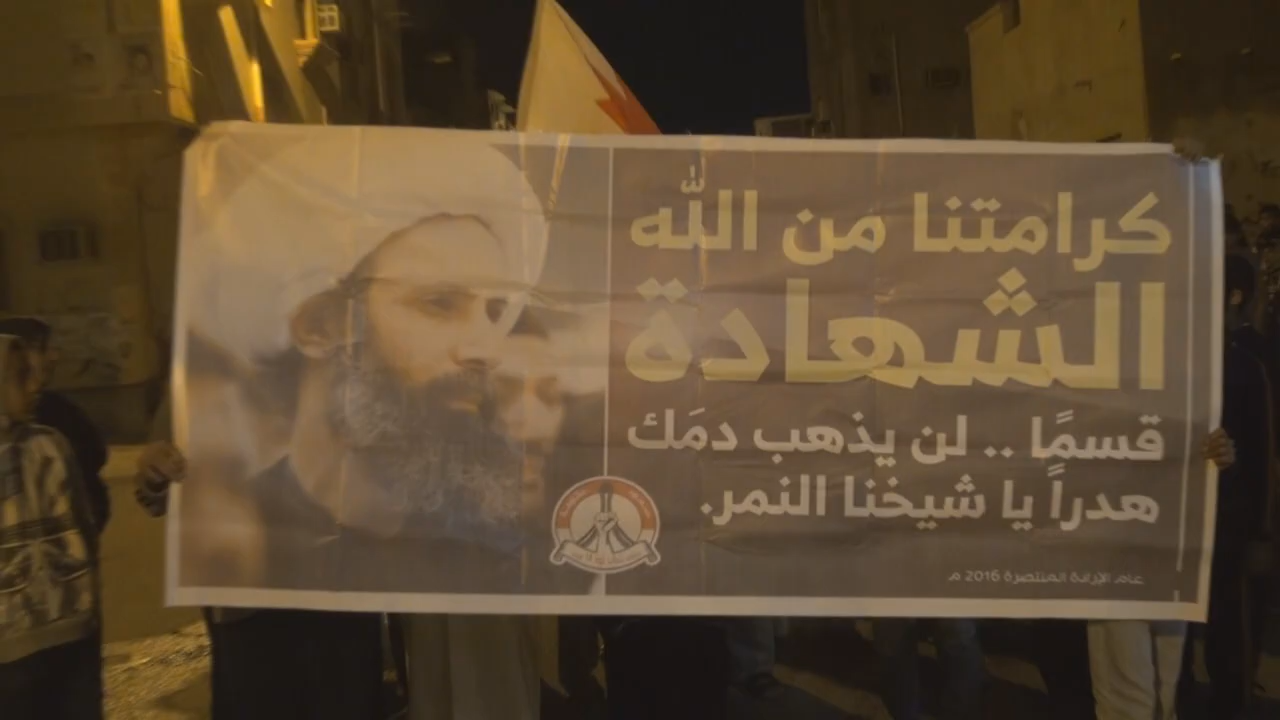 كرامتنا من الله
الشهادة
قسمًا .. لن يذهب دمَك
هدراً يا شيخنا النمر.
عام الإرادة المنتصرة 2016 م